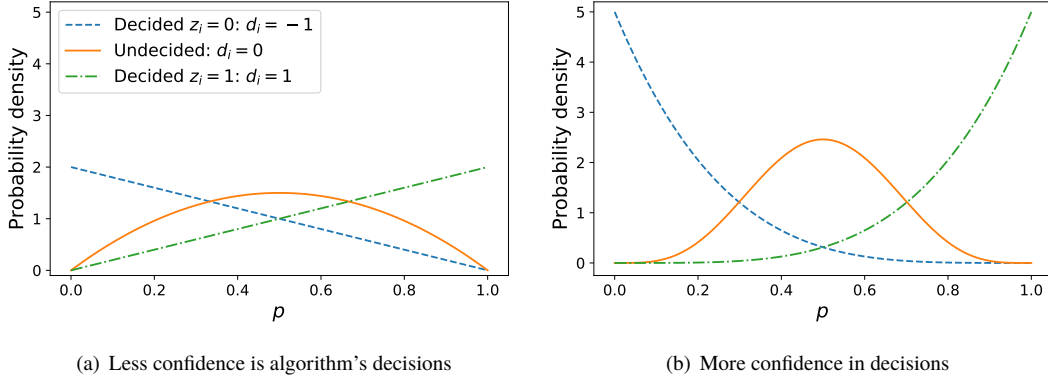 5
4
3
2
1
0
Probability density
Decided z_i = 0: d_i = −1
Undecided: d_i = 0
Decided z_i = 1: d_i = 1
0.0 0.2 0.4 0.6 0.8 1.0
p
(a) Less confidence is algorithm's decisions
5
4
3
2
1
0
Probability density
0.0 0.2 0.4 0.6 0.8 1.0
p
(b) More confidence in decisions